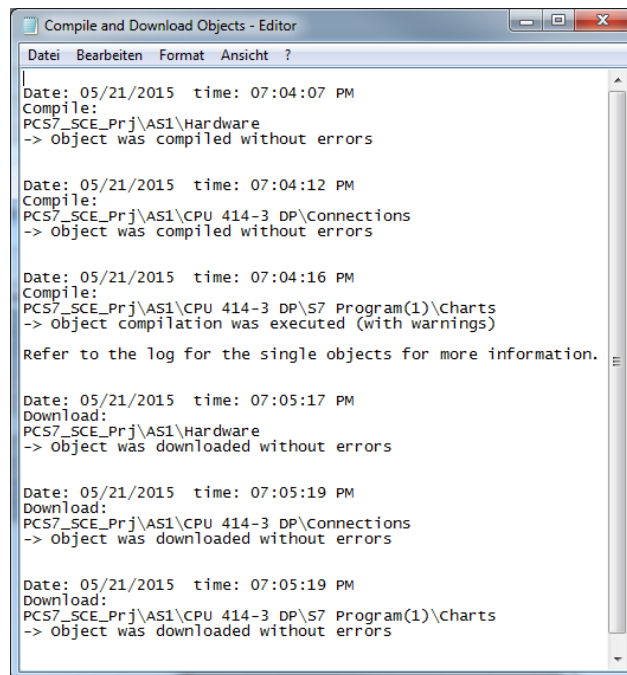 Compile and Download Objects - Editor
Datei Bearbeiten Format Ansicht ?
Date: 05/21/2015 time: 07:04:07 PM
Compile:
PCS7_SCE_Prj\AS1\Hardware
-> Object was compiled without errors
Date: 05/21/2015 time: 07:04:12 PM
Compile:
PCS7_SCE_Prj\AS1\CPU 414-3 DP\Connections
-> Object was compiled without errors
Date: 05/21/2015 time: 07:04:16 PM
Compile:
PCS7_SCE_Prj\AS1\CPU 414-3 DP\S7 Program(1)\Charts
-> Object compilation was executed (with warnings)
Refer to the log for the single objects for more information.
Date: 05/21/2015 time: 07:05:17 PM
Download:
PCS7_SCE_Prj\AS1\Hardware
-> Object was downloaded without errors
Date: 05/21/2015 time: 07:05:19 PM
Download:
PCS7_SCE_Prj\AS1\CPU 414-3 DP\Connections
-> Object was downloaded without errors
Date: 05/21/2015 time: 07:05:19 PM
Download:
PCS7_SCE_Prj\AS1\CPU 414-3 DP\S7 Program(1)\Charts
-> Object was downloaded without errors